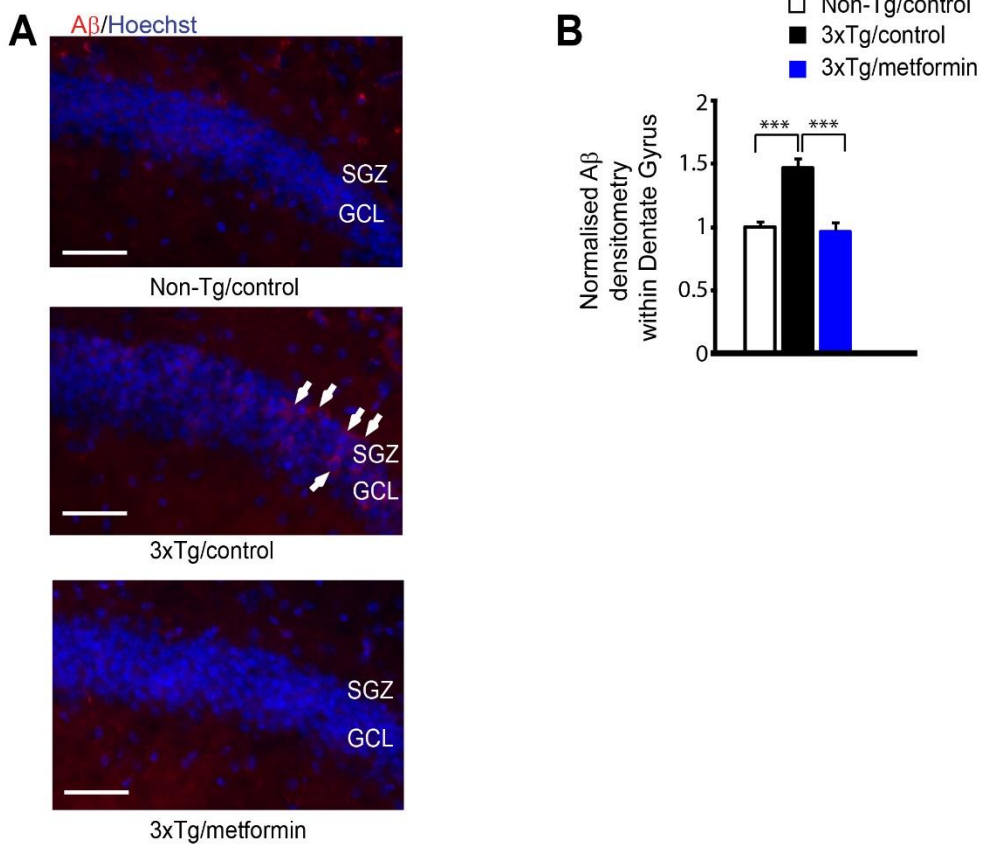 A
Aβ/Hoechst
SGZ
GCL
Non-Tg/control
SGZ
GCL
3xTg/control
SGZ
GCL
3xTg/metformin
B
Non-Tg/control
3xTg/control
3xTg/metformin
Normalised Aβ
densitometry
within Dentate Gyrus
2
1.5
1
0.5
0
*** ***